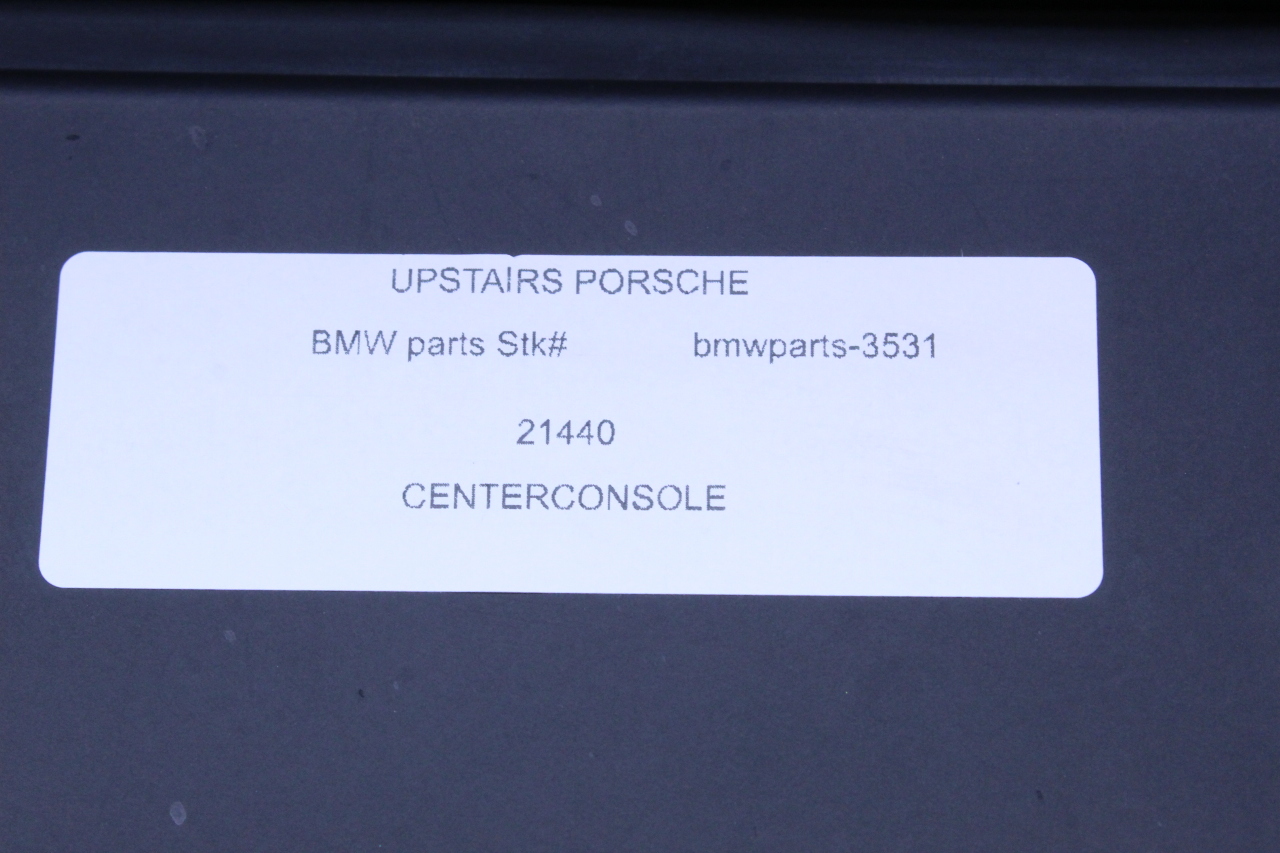 UPSTAIRS PORSCHE
BMW parts Stk# bmwparts-3531
21440
CENTERCONSOLE